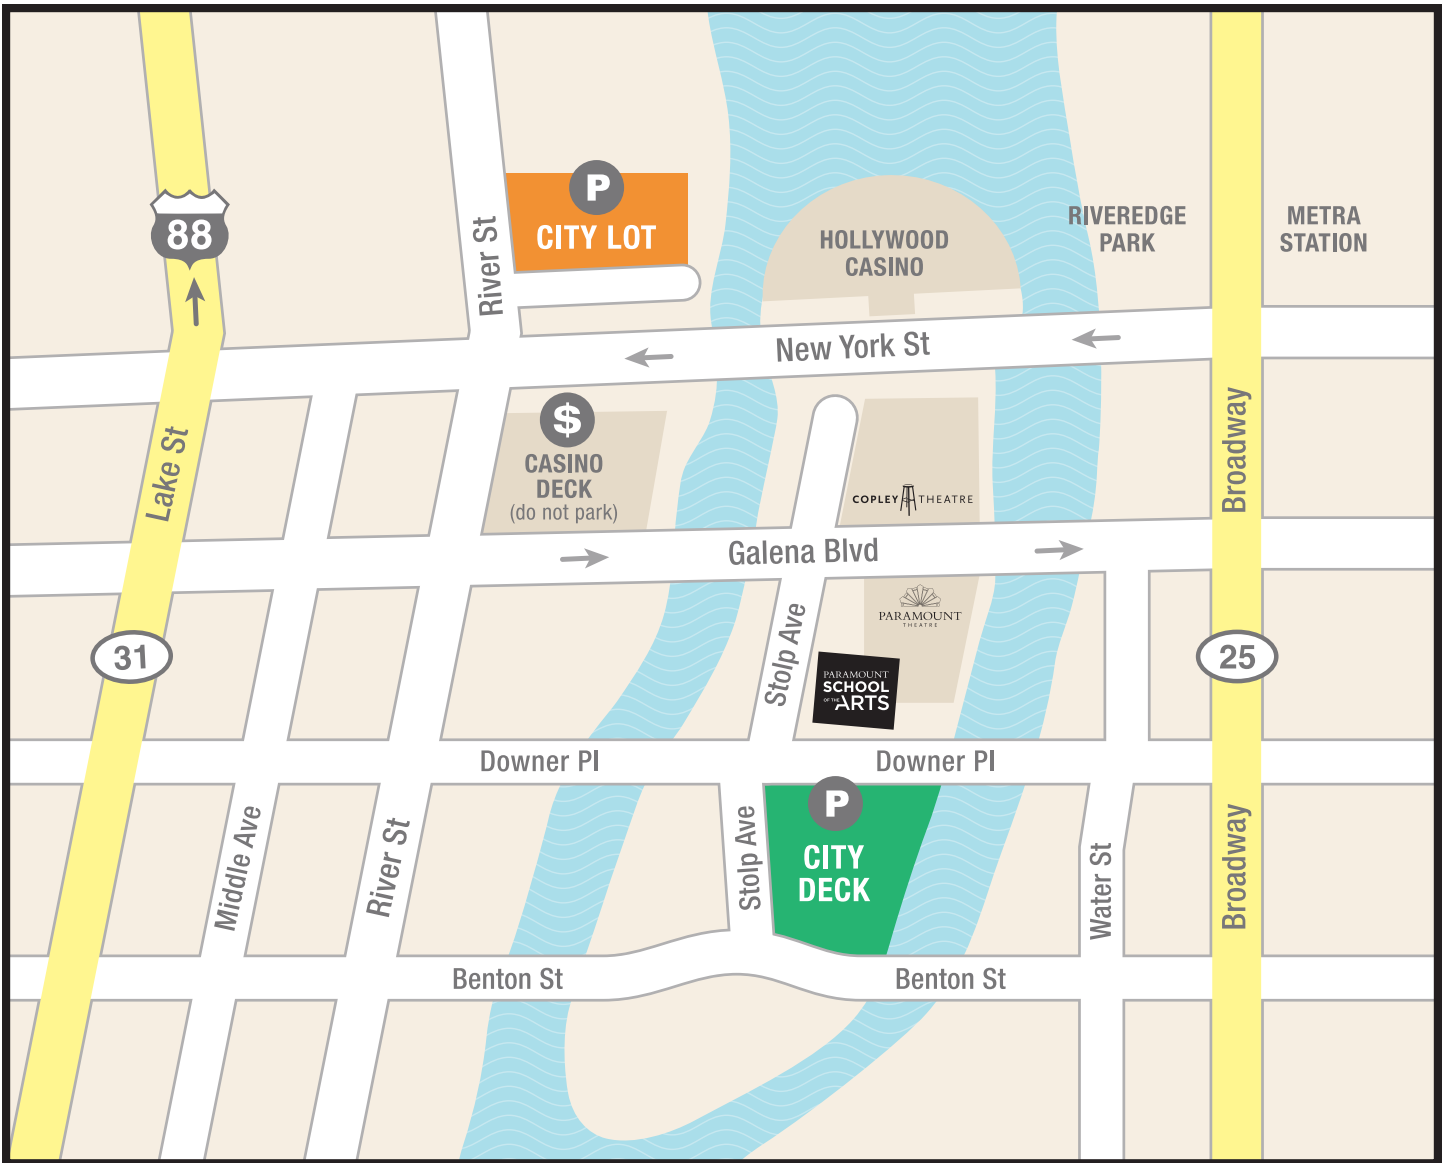 P
CITY LOT
88
River St
HOLLYWOOD
CASINO
RIVEREDGE
PARK
METRA
STATION
New York St
$
CASINO
DECK
(do not park)
Lake St
COPLEY THEATRE
Broadway
Galena Blvd
PARAMOUNT
THEATRE
Stolp Ave
31
25
PARAMOUNT
SCHOOL
OF THE ARTS
Downer Pl
Downer Pl
P
CITY
DECK
Middle Ave
River St
Stolp Ave
Water St
Broadway
Benton St
Benton St